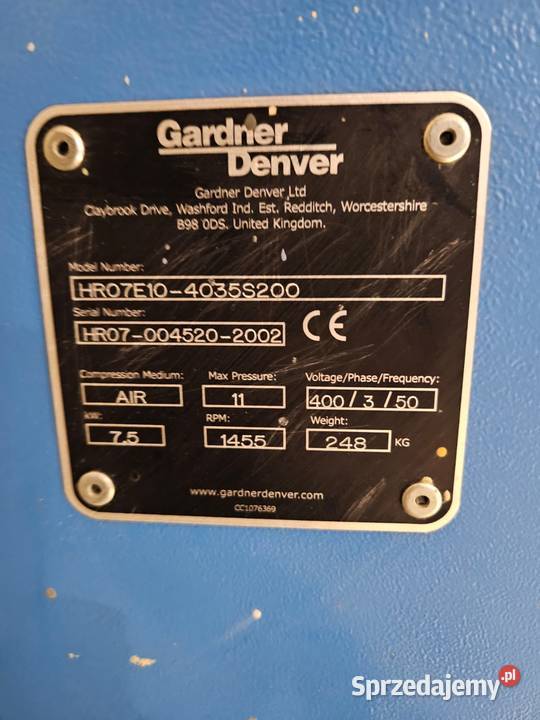 Gardner
Denver
Gardner Denver Ltd
Claybrook Drive, Washford Ind. Est. Redditch, Worcestershire
B98 0DS. United Kingdom.
Model Number:
HR07E10-4035S200
Serial Number:
HR07-004520-2002 CE
Compression Medium: Max Pressure: Voltage/Phase/Frequency:
AIR 11 400 / 3 / 50
kW: RPM: Weight:
7.5 1455 248 KG
www.gardnerdenver.com
CC1076369
Sprzedajemy.pl